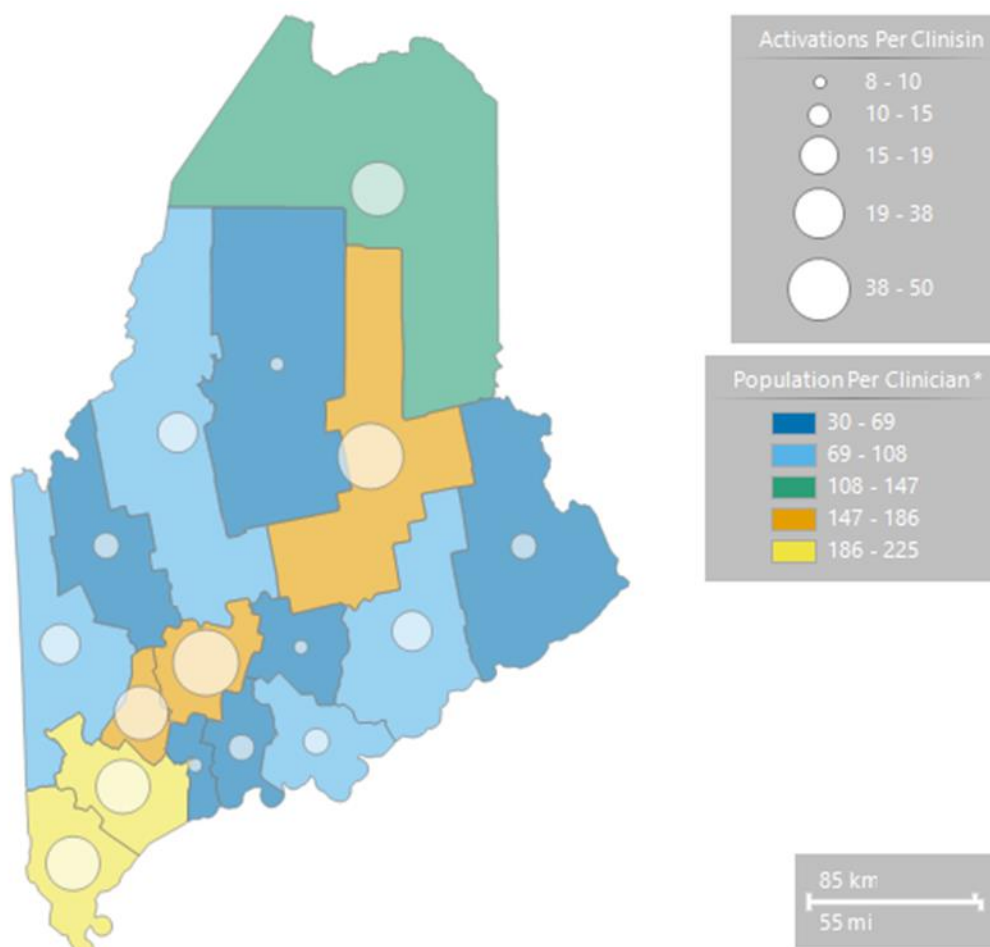 Activations Per Clinisin
8 - 10
10 - 15
15 - 19
19 - 38
38 - 50
Population Per Clinician*
30 - 69
69 - 108
108 - 147
147 - 186
186 - 225
85 km
55 mi